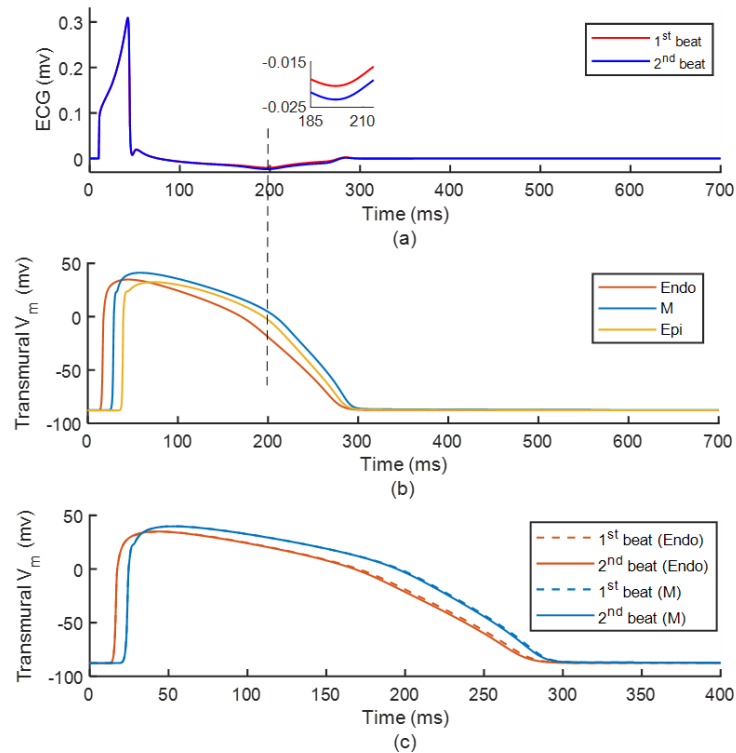 0.3
0.2
0.1
0
ECG (mv)
-0.015
-0.025
185 210
1st beat
2nd beat
0 100 200 300 400 500 600 700
Time (ms)
(a)
50
0
-50
-100
Transmural Vm (mv)
Endo
M
Epi
0 100 200 300 400 500 600 700
Time (ms)
(b)
50
0
-50
-100
Transmural Vm (mv)
1st beat (Endo)
2nd beat (Endo)
1st beat (M)
2nd beat (M)
0 50 100 150 200 250 300 350 400
Time (ms)
(c)